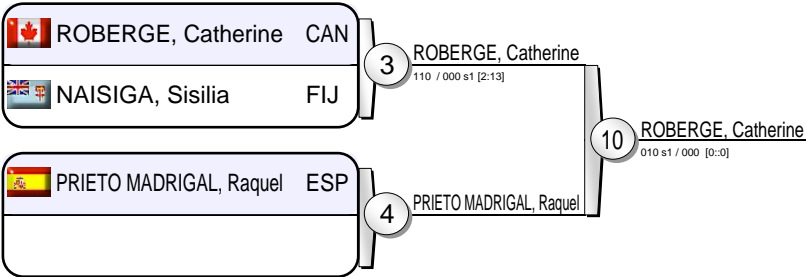 ROBERGE, Catherine CAN
NAISIGA, Sisilia FIJ
3
ROBERGE, Catherine
110 / 000 s1 [2:13]
PRIETO MADRIGAL, Raquel ESP
4
PRIETO MADRIGAL, Raquel
10
ROBERGE, Catherine
010 s1 / 000 [0::0]